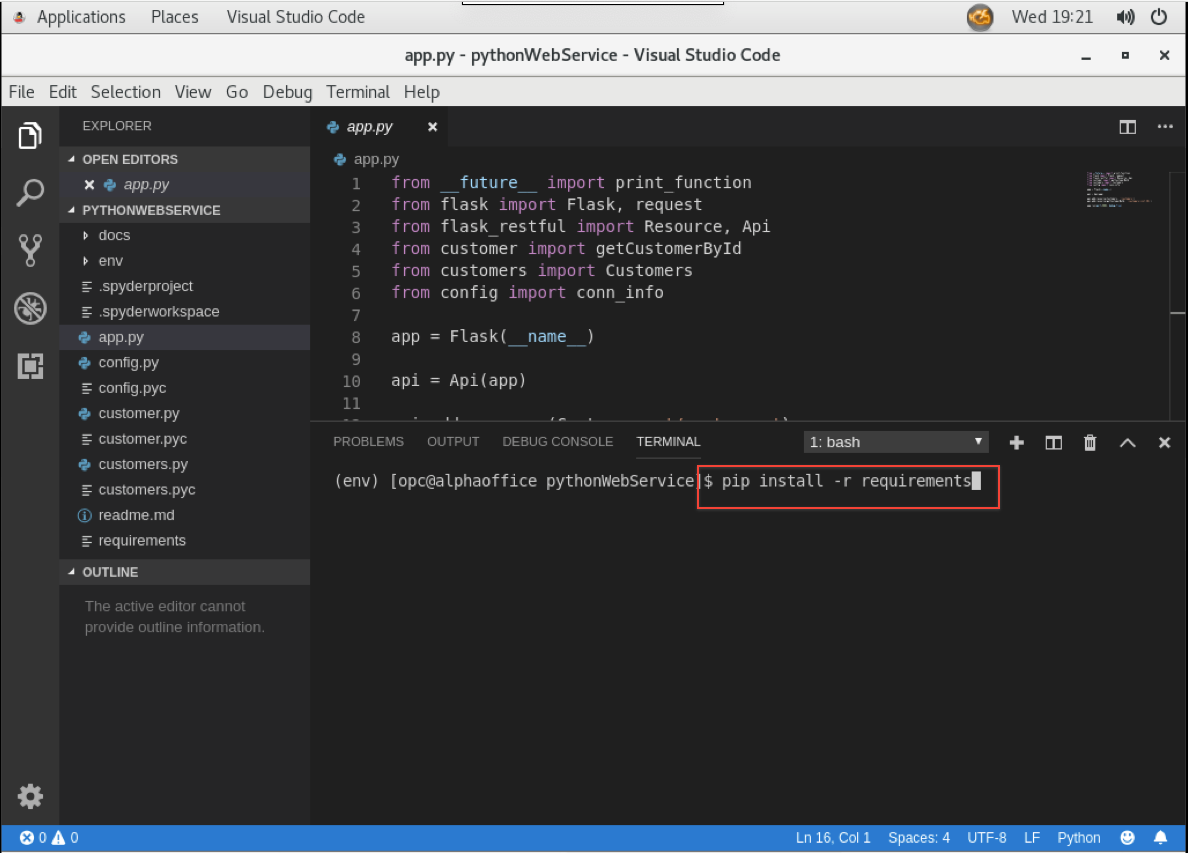 Applications Places Visual Studio Code Wed 19:21
app.py - pythonWebService - Visual Studio Code
File Edit Selection View Go Debug Terminal Help
EXPLORER
OPEN EDITORS
app.py
PYTHONWEBSERVICE
docs
env
.spyderproject
.spyderworkspace
app.py
config.py
config.pyc
customer.py
customer.pyc
customers.py
customers.pyc
readme.md
requirements
OUTLINE
The active editor cannot
provide outline information.
app.py
app.py
1 from __future__ import print_function
2 from flask import Flask, request
3 from flask_restful import Resource, Api
4 from customer import getCustomerById
5 from customers import Customers
6 from config import conn_info
7
8 app = Flask(__name__)
9
10 api = Api(app)
11
PROBLEMS OUTPUT DEBUG CONSOLE TERMINAL 1: bash
(env) [opc@alphaoffice pythonWebService]$ pip install -r requirements
0 0 Ln 16, Col 1 Spaces: 4 UTF-8 LF Python